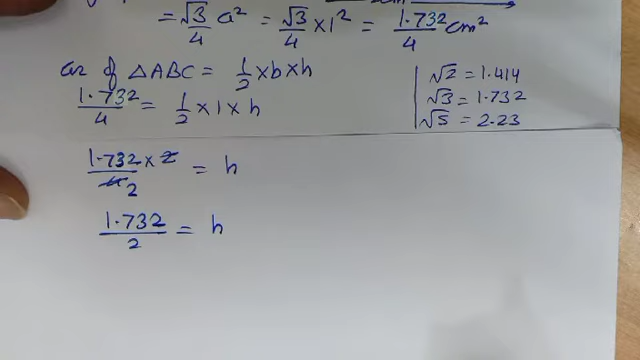 = √3/4 a² = √3/4 × 1² = 1.732/4 cm²
ar of △ABC = 1/2 × b × h
1.732/4 = 1/2 × 1 × h
√2 = 1.414
√3 = 1.732
√5 = 2.23
1.732 × 2/4 2 = h
1.732/2 = h